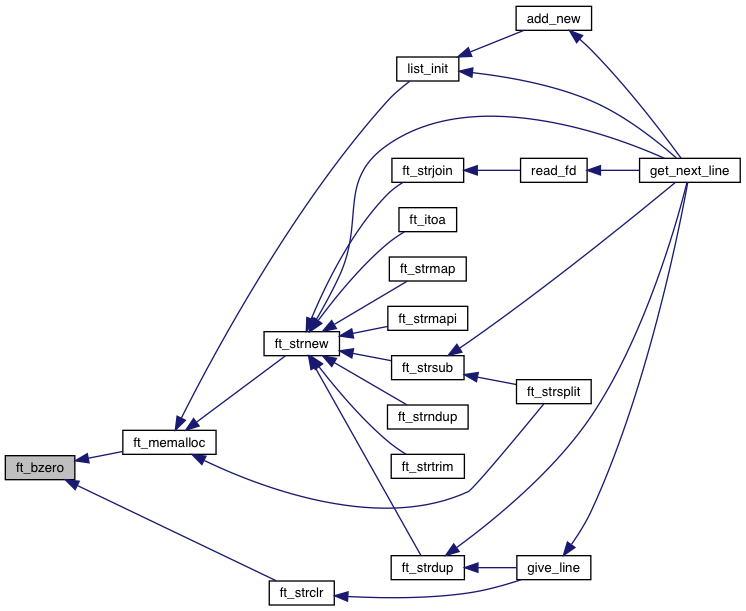 add_new
list_init
ft_strjoin
read_fd
get_next_line
ft_itoa
ft_strmap
ft_strmapi
ft_strnew
ft_strsub
ft_strsplit
ft_strndup
ft_memalloc
ft_bzero
ft_strtrim
ft_strdup
give_line
ft_strclr